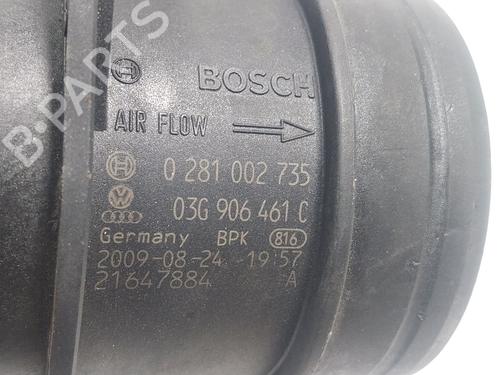 B-PARTS
BOSCH
AIR FLOW
0 281 002 735
03G 906 461 C
Germany BPK 816
2009-08-24 19:57
21647884 A